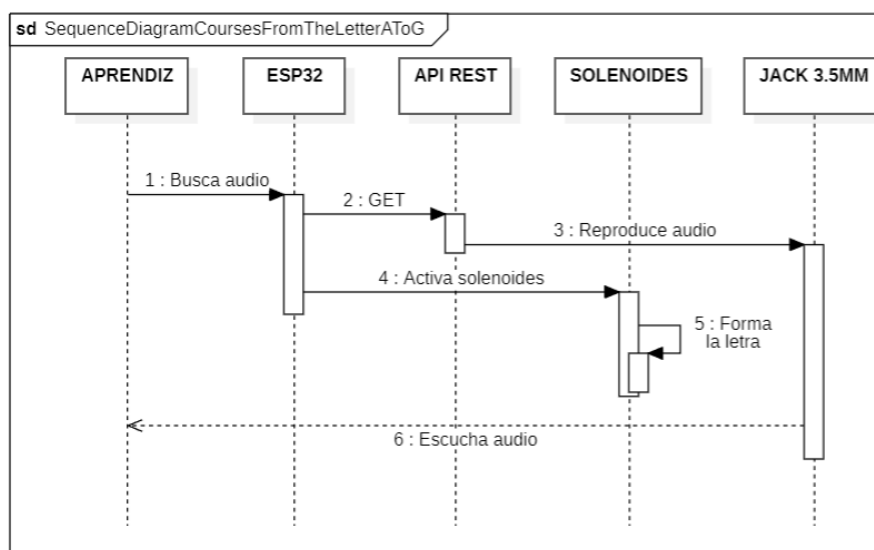 sd SequenceDiagramCoursesFromTheLetterAToG
APRENDIZ
ESP32
API REST
SOLENOIDES
JACK 3.5MM
1 : Busca audio
2 : GET
3 : Reproduce audio
4 : Activa solenoides
5 : Forma
la letra
6 : Escucha audio